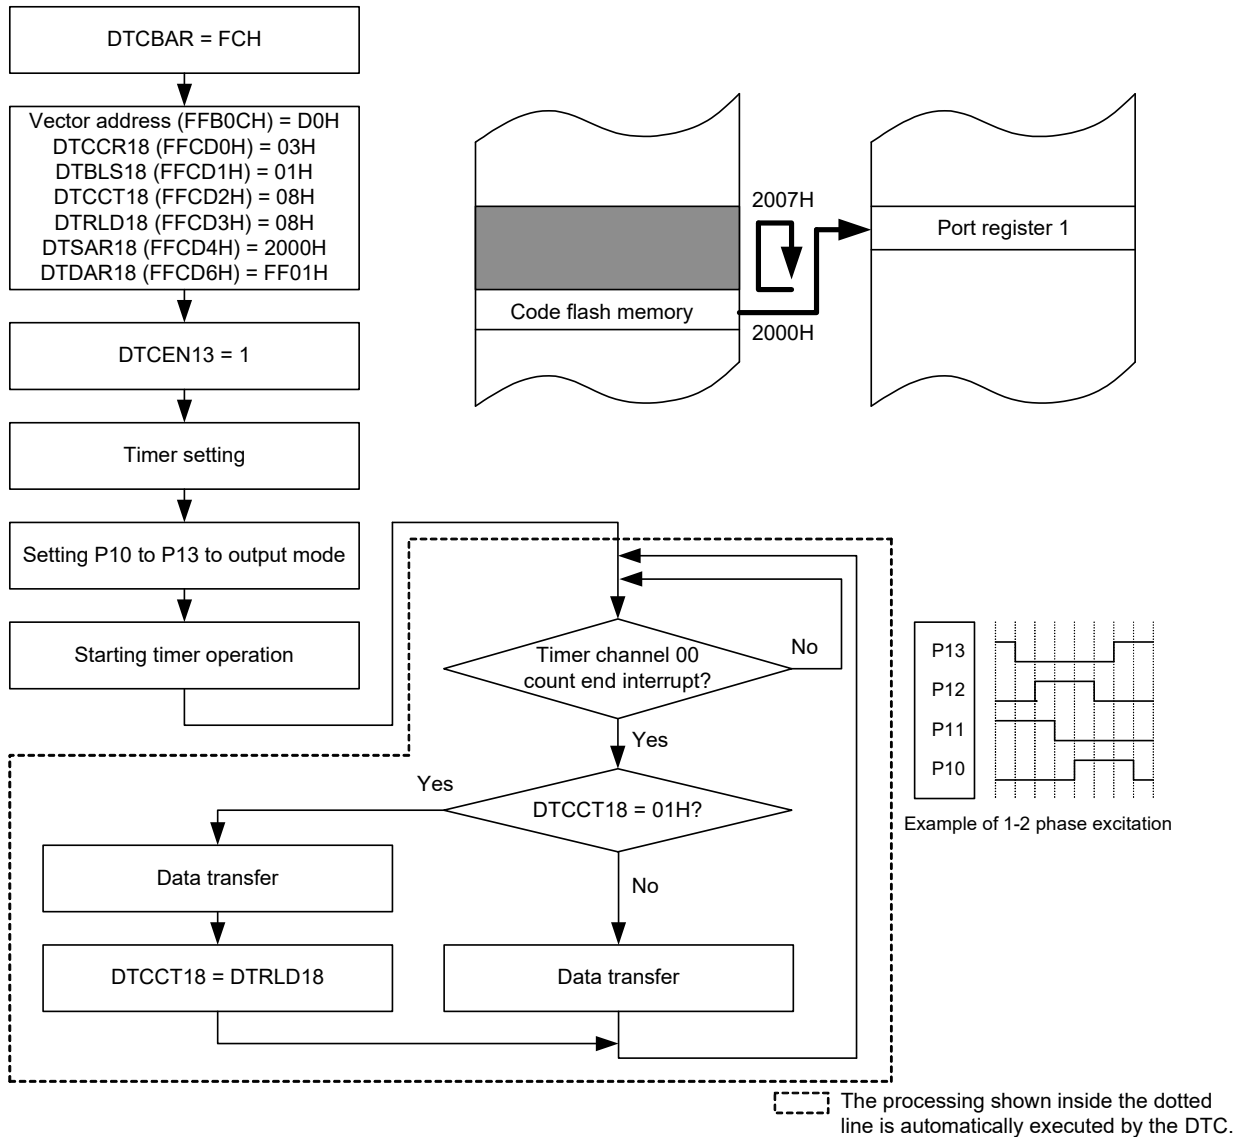 DTCBAR = FCH
Vector address (FFB0CH) = D0H
DTCCR18 (FFCD0H) = 03H
DTBLS18 (FFCD1H) = 01H
DTCCT18 (FFCD2H) = 08H
DTRLD18 (FFCD3H) = 08H
DTSAR18 (FFCD4H) = 2000H
DTDAR18 (FFCD6H) = FF01H
DTCEN13 = 1
Timer setting
Setting P10 to P13 to output mode
Starting timer operation
2007H
Port register 1
Code flash memory
2000H
Timer channel 00
count end interrupt?
No
Yes
DTCCT18 = 01H?
Yes
No
Data transfer
DTCCT18 = DTRLD18
Data transfer
P13
P12
P11
P10
Example of 1-2 phase excitation
The processing shown inside the dotted
line is automatically executed by the DTC.